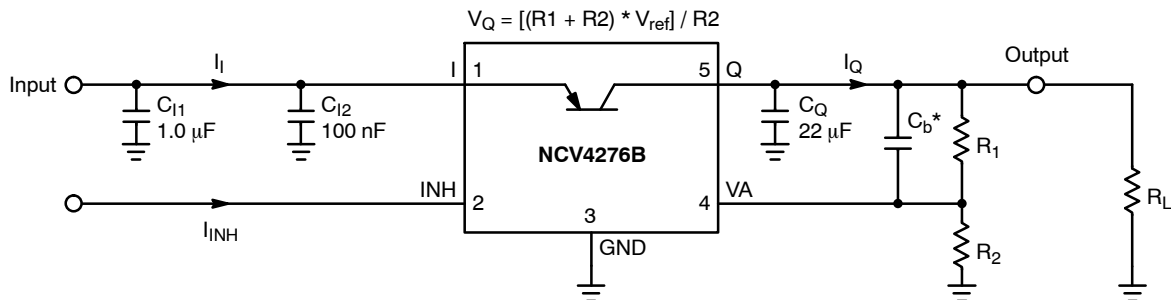 V_Q = [(R1 + R2) * V_ref] / R2
Input
I_I
I 1
5 Q
I_Q
Output
C_I1
1.0 μF
C_I2
100 nF
C_Q
22 μF
C_b*
R_1
NCV4276B
INH
2
VA
4
I_INH
3
GND
R_2
R_L